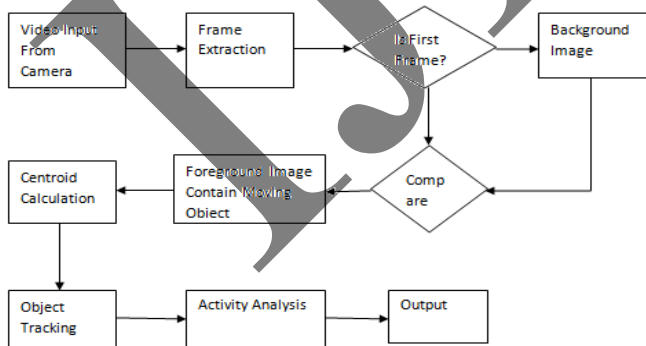 Video Input
From
Camera
Frame
Extraction
Is First
Frame?
Background
Image
Comp
are
Foreground Image
Contain Moving
Object
Centroid
Calculation
Object
Tracking
Activity Analysis
Output